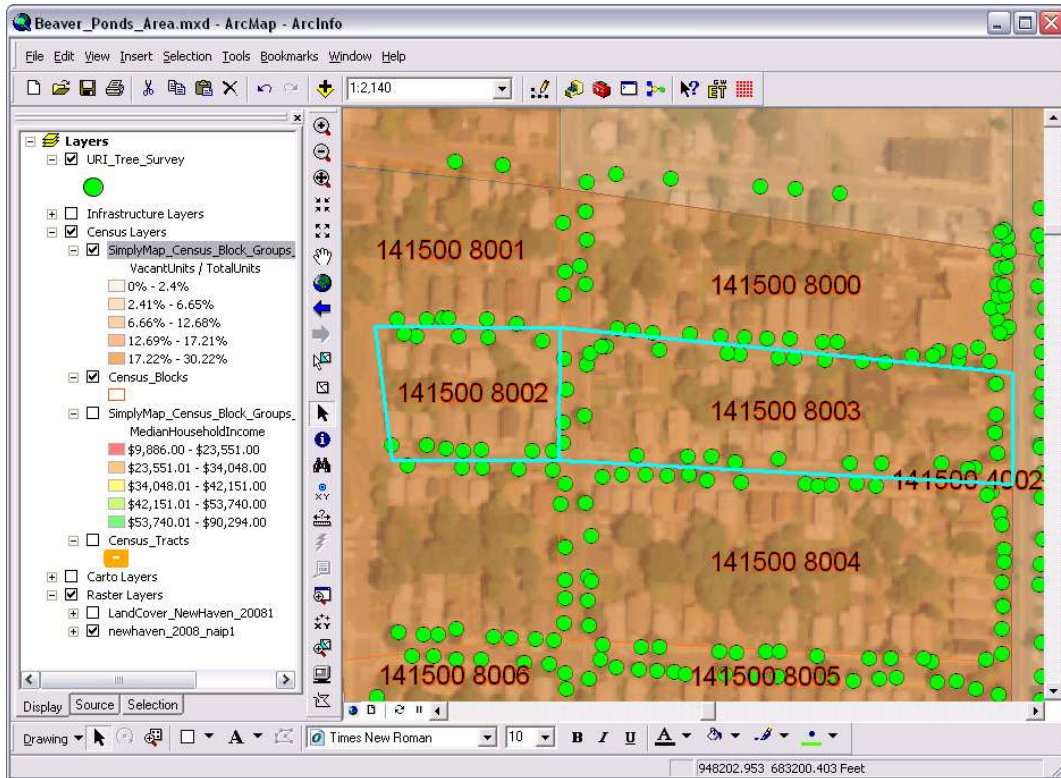 Beaver_Ponds_Area.mxd - ArcMap - ArcInfo
File Edit View Insert Selection Tools Bookmarks Window Help
1:2,140
Layers
URI_Tree_Survey
Infrastructure Layers
Census Layers
SimplyMap_Census_Block_Groups_
VacantUnits / TotalUnits
0% - 2.4%
2.41% - 6.65%
6.66% - 12.68%
12.69% - 17.21%
17.22% - 30.22%
Census_Blocks
SimplyMap_Census_Block_Groups_
MedianHouseholdIncome
$9,886.00 - $23,551.00
$23,551.01 - $34,048.00
$34,048.01 - $42,151.00
$42,151.01 - $53,740.00
$53,740.01 - $90,294.00
Census_Tracts
Carto Layers
Raster Layers
LandCover_NewHaven_20081
newhaven_2008_naip1
Display Source Selection
XY
ET
141500 8001
141500 8000
141500 8002
141500 8003
141500 4002
141500 8004
141500 8006
141500 8005
Drawing
A
Times New Roman
10
B I U A
948202.953 683200.403 Feet